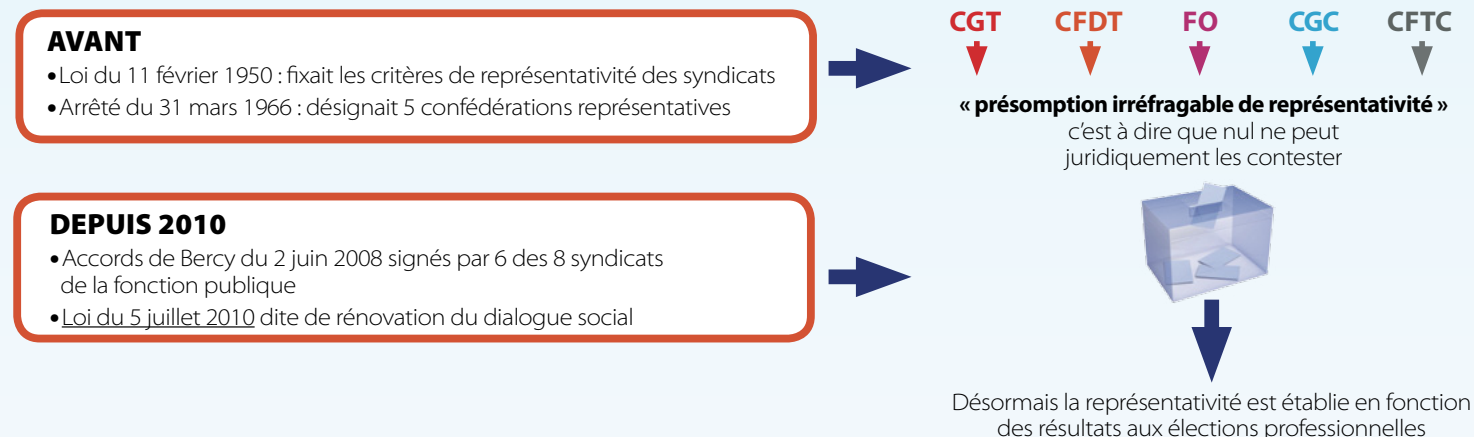 AVANT
•Loi du 11 février 1950 : fixait les critères de représentativité des syndicats
•Arrêté du 31 mars 1966 : désignait 5 confédérations représentatives
CGT CFDT FO CGC CFTC
« présomption irréfragable de représentativité »
c’est à dire que nul ne peut
juridiquement les contester
DEPUIS 2010
•Accords de Bercy du 2 juin 2008 signés par 6 des 8 syndicats
de la fonction publique
•Loi du 5 juillet 2010 dite de rénovation du dialogue social
Désormais la représentativité est établie en fonction
des résultats aux élections professionnelles